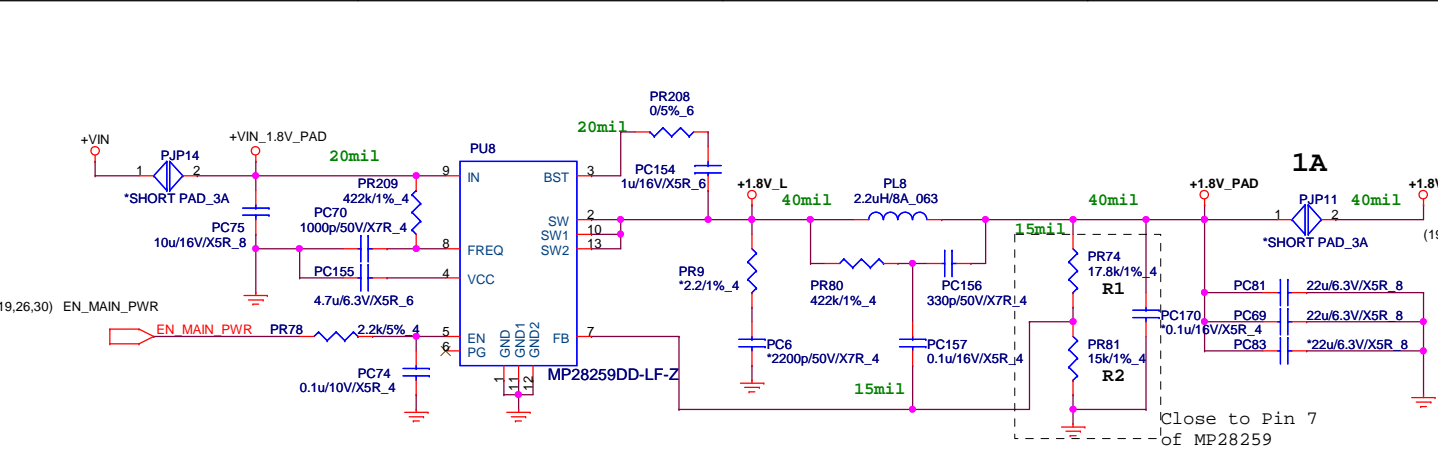 PR208
0/5%_6
20mil
+VIN
+VIN_1.8V_PAD
20mil
PU8
PJP14
1
2
*SHORT PAD_3A
PR209
422k/1%_4
PC75
10u/16V/X5R_8
PC70
1000p/50V/X7R_4
PC155
4.7u/6.3V/X5R_6
9
IN
8
FREQ
4
VCC
5
EN
6
PG
BST
3
SW
2
SW1
10
SW2
13
FB
7
GND
GND1
GND2
1
11
12
MP28259DD-LF-Z
19,26,30)
EN_MAIN_PWR
EN_MAIN_PWR
PR78
2.2k/5%_4
PC74
0.1u/10V/X5R_4
PC154
1u/16V/X5R_6
+1.8V_L
40mil
PL8
2.2uH/8A_063
40mil
15mil
PR9
*2.2/1%_4
PC6
*2200p/50V/X7R_4
PR80
422k/1%_4
PC156
330p/50V/X7R_4
PC157
0.1u/16V/X5R_4
15mil
PR74
17.8k/1%_4
R1
PC170
*0.1u/16V/X5R_4
PR81
15k/1%_4
R2
Close to Pin 7
of MP28259
+1.8V_PAD
1A
PJP11
1
2
40mil
*SHORT PAD_3A
+1.8V
(19
PC81
22u/6.3V/X5R_8
PC69
22u/6.3V/X5R_8
PC83
*22u/6.3V/X5R_8